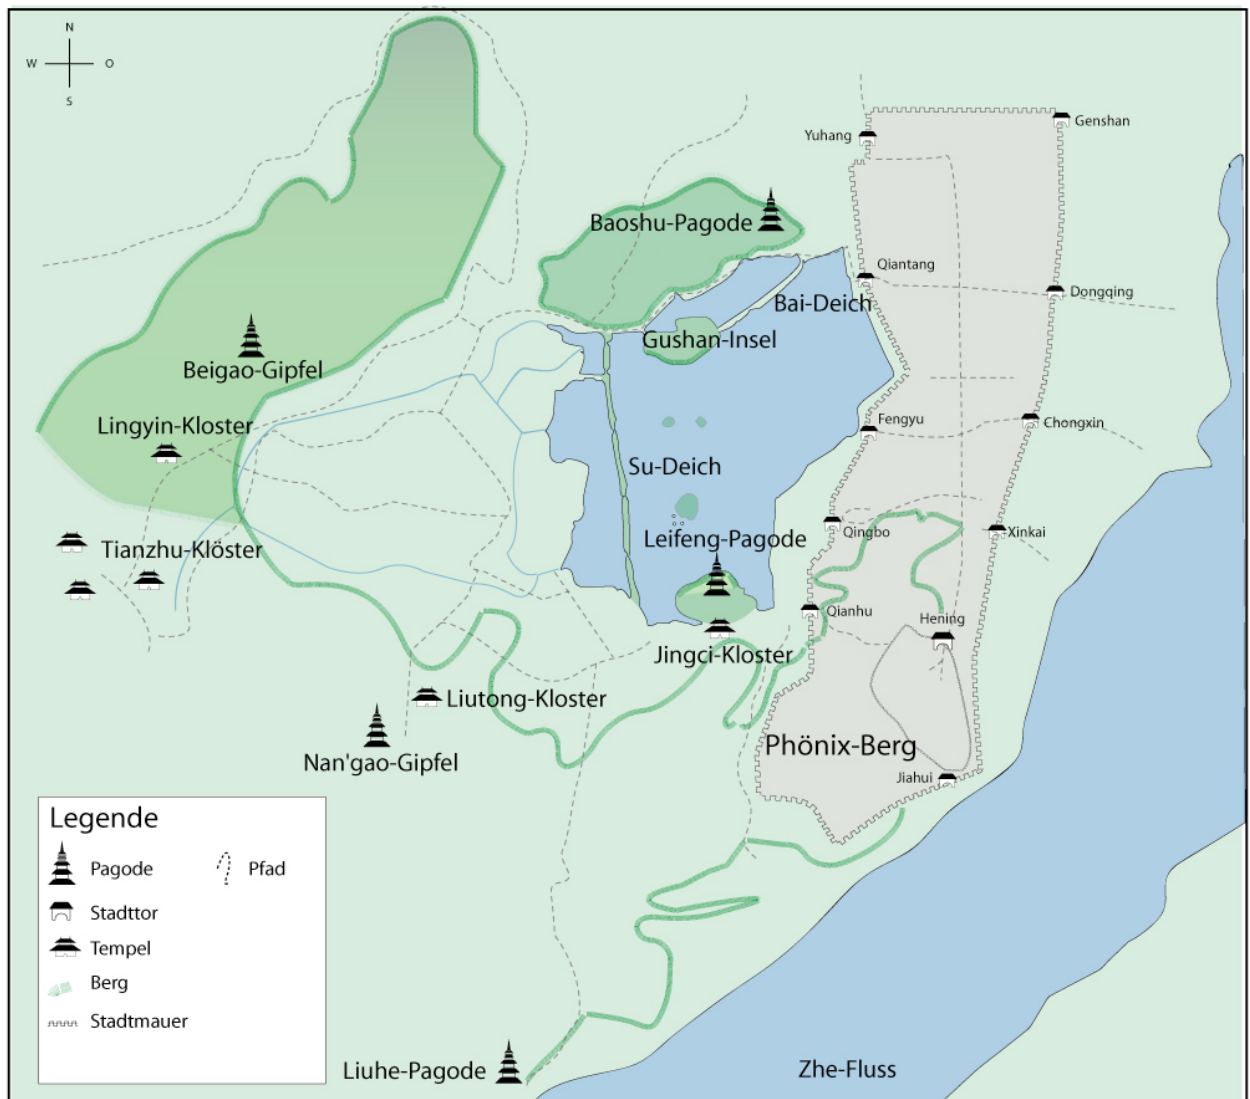 N
W
O
S
Genshan
Yuhang
Baoshu-Pagode
Qiantang
Dongqing
Bai-Deich
Gushan-Insel
Beigao-Gipfel
Lingyin-Kloster
Fengyu
Chongxin
Su-Deich
Qingbo
Xinkai
Leifeng-Pagode
Tianzhu-Klöster
Qianhu
Hening
Jingci-Kloster
Liutong-Kloster
Phönix-Berg
Nan'gao-Gipfel
Jiahui
Legende
Pagode
Pfad
Stadttor
Tempel
Berg
Stadtmauer
Liuhe-Pagode
Zhe-Fluss